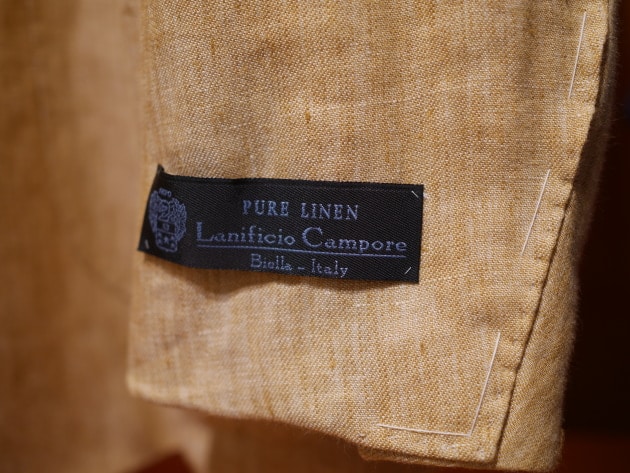 PURE LINEN
Lanificio Campore
Biella - Italy